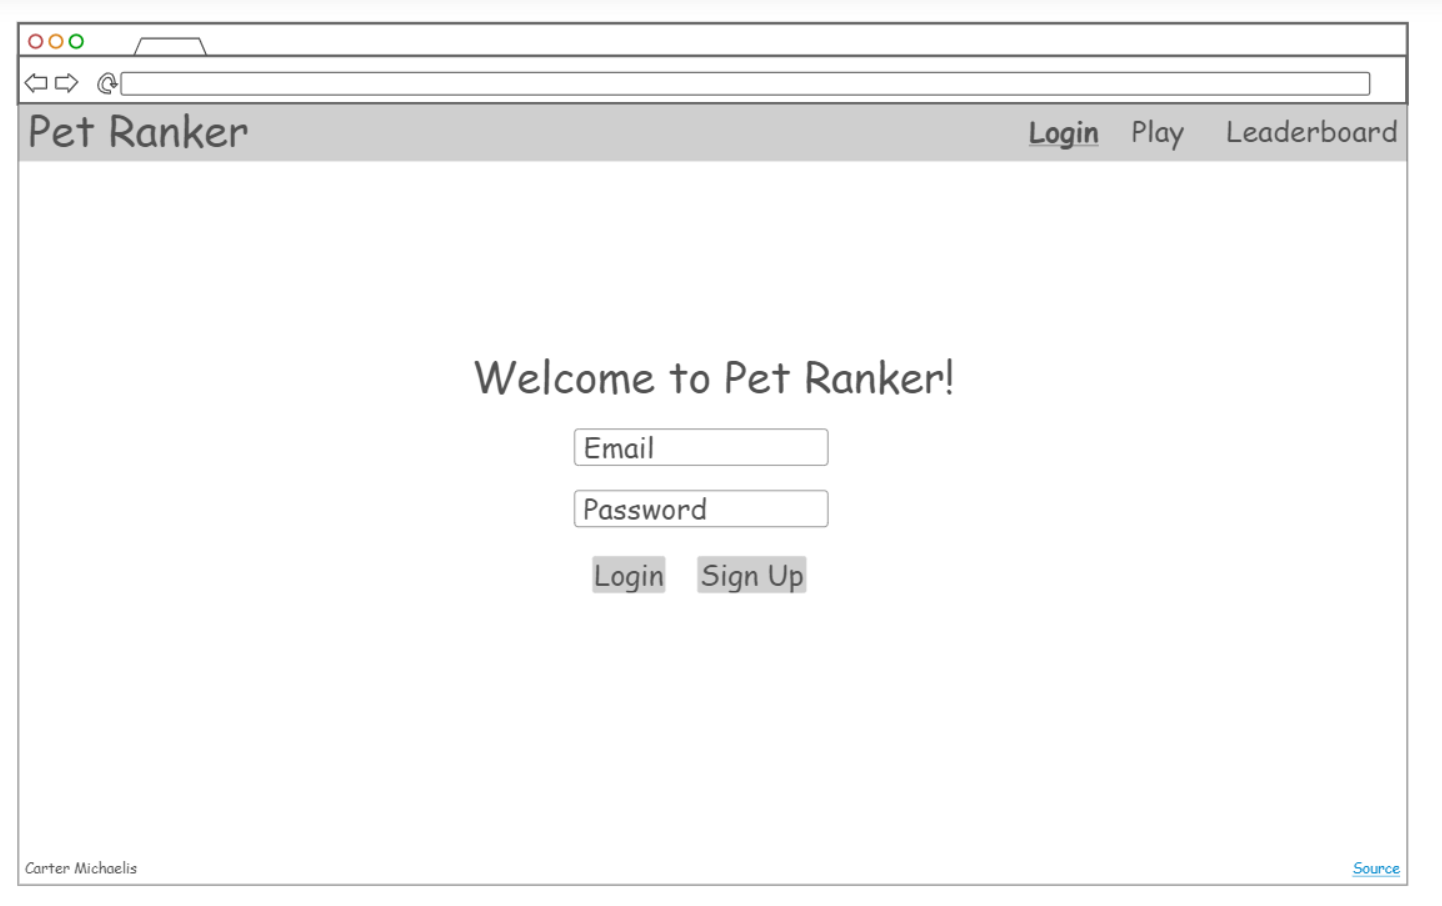 Pet Ranker Login Play Leaderboard
Welcome to Pet Ranker!
Email
Password
Login Sign Up
Carter Michaelis Source